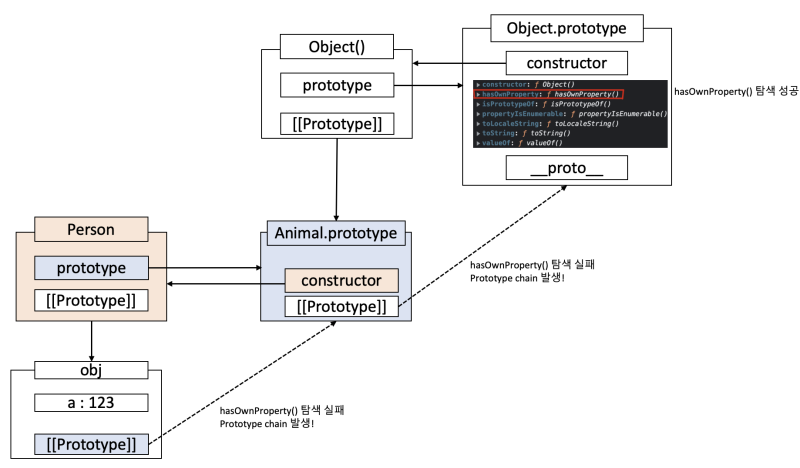 Object.prototype
constructor
constructor: ƒ Object()
hasOwnProperty: ƒ hasOwnProperty()
isPrototypeOf: ƒ isPrototypeOf()
propertyIsEnumerable: ƒ propertyIsEnumerable()
toLocaleString: ƒ toLocaleString()
toString: ƒ toString()
valueOf: ƒ valueOf()
__proto__
hasOwnProperty() 탐색 성공
Object()
prototype
[[Prototype]]
Person
prototype
[[Prototype]]
Animal.prototype
constructor
[[Prototype]]
hasOwnProperty() 탐색 실패
Prototype chain 발생!
obj
a : 123
[[Prototype]]
hasOwnProperty() 탐색 실패
Prototype chain 발생!